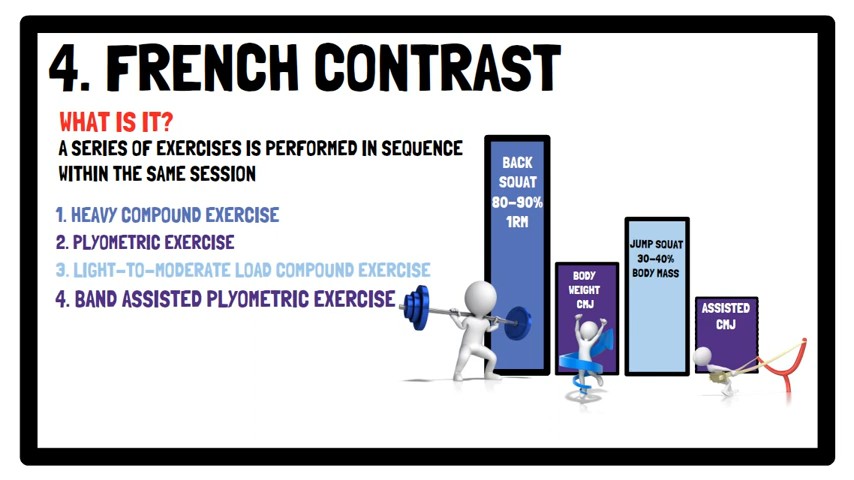 4. FRENCH CONTRAST
WHAT IS IT?
A SERIES OF EXERCISES IS PERFORMED IN SEQUENCE
WITHIN THE SAME SESSION
1. HEAVY COMPOUND EXERCISE
2. PLYOMETRIC EXERCISE
3. LIGHT-TO-MODERATE LOAD COMPOUND EXERCISE
4. BAND ASSISTED PLYOMETRIC EXERCISE
BACK
SQUAT
80-90%
1RM
BODY
WEIGHT
CMJ
JUMP SQUAT
30-40%
BODY MASS
ASSISTED
CMJ